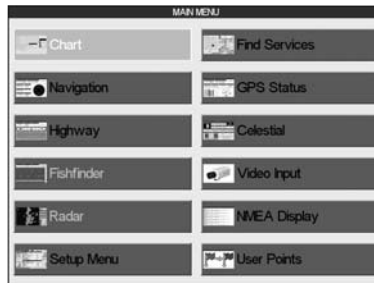 MAIN MENU
Chart
Find Services
Navigation
GPS Status
Highway
Celestial
Fishfinder
Video Input
Radar
NMEA Display
Setup Menu
User Points